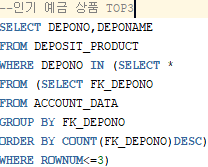 --인기 예금 상품 TOP3
SELECT DEPONO,DEPONAME
FROM DEPOSIT_PRODUCT
WHERE DEPONO IN (SELECT *
FROM (SELECT FK_DEPONO
FROM ACCOUNT_DATA
GROUP BY FK_DEPONO
ORDER BY COUNT(FK_DEPONO)DESC)
WHERE ROWNUM<=3)